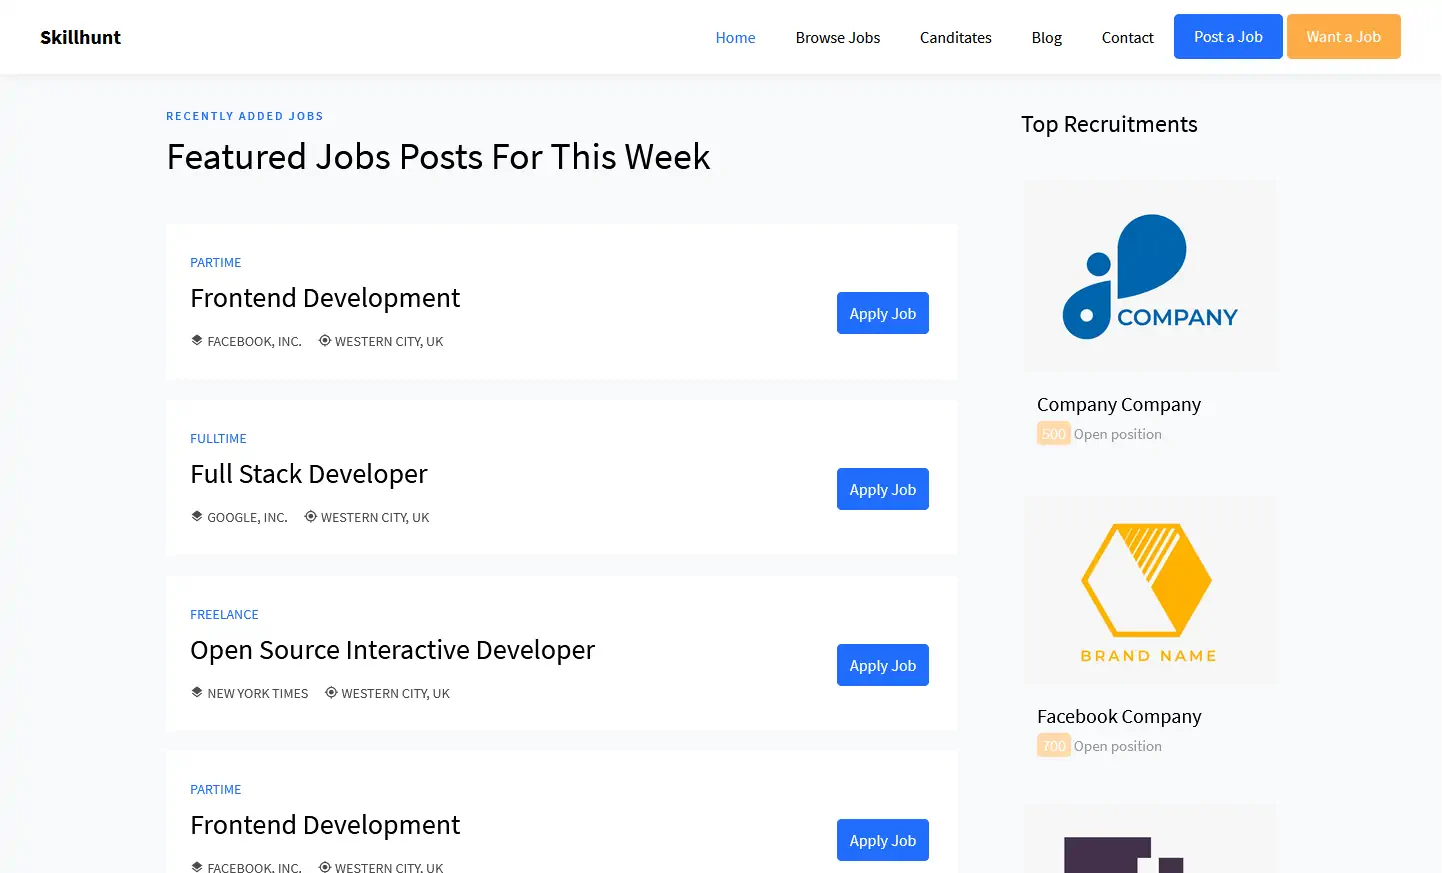 Skillhunt
Home Browse Jobs Canditates Blog Contact Post a Job Want a Job
RECENTLY ADDED JOBS
Featured Jobs Posts For This Week
PARTIME
Frontend Development
FACEBOOK, INC. WESTERN CITY, UK
Apply Job
FULLTIME
Full Stack Developer
GOOGLE, INC. WESTERN CITY, UK
Apply Job
FREELANCE
Open Source Interactive Developer
NEW YORK TIMES WESTERN CITY, UK
Apply Job
PARTIME
Frontend Development
FACEBOOK, INC. WESTERN CITY, UK
Apply Job
Top Recruitments
COMPANY
Company Company
500 Open position
BRAND NAME
Facebook Company
700 Open position